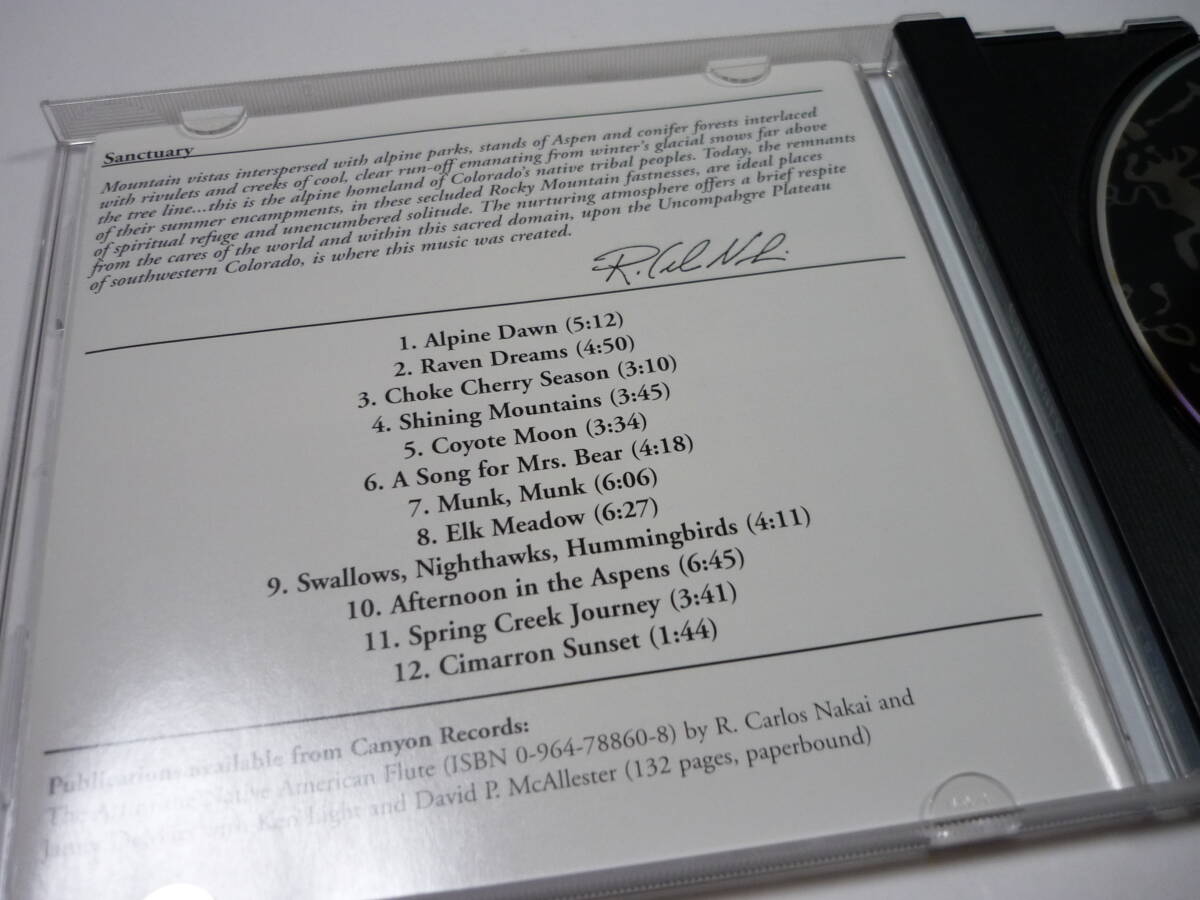 Sanctuary
Mountain vistas interspersed with alpine parks, stands of Aspen and conifer forests interlaced
with rivulets and creeks of cool, clear run-off emanating from winter's glacial snows far above
the tree line...this is the alpine homeland of Colorado's native tribal peoples. Today, the remnants
of their summer encampments, in these secluded Rocky Mountain fastnesses, are ideal places
of spiritual refuge and unencumbered solitude. The nurturing atmosphere offers a brief respite
from the cares of the world and within this sacred domain, upon the Uncompahgre Plateau
of southwestern Colorado, is where this music was created.
1. Alpine Dawn (5:12)
2. Raven Dreams (4:50)
3. Choke Cherry Season (3:10)
4. Shining Mountains (3:45)
5. Coyote Moon (3:34)
6. A Song for Mrs. Bear (4:18)
7. Munk, Munk (6:06)
8. Elk Meadow (6:27)
9. Swallows, Nighthawks, Hummingbirds (4:11)
10. Afternoon in the Aspens (6:45)
11. Spring Creek Journey (3:41)
12. Cimarron Sunset (1:44)
Publications available from Canyon Records:
The Art of the Native American Flute (ISBN 0-964-78860-8) by R. Carlos Nakai and
James DeMars with Ken Light and David P. McAllester (132 pages, paperbound)